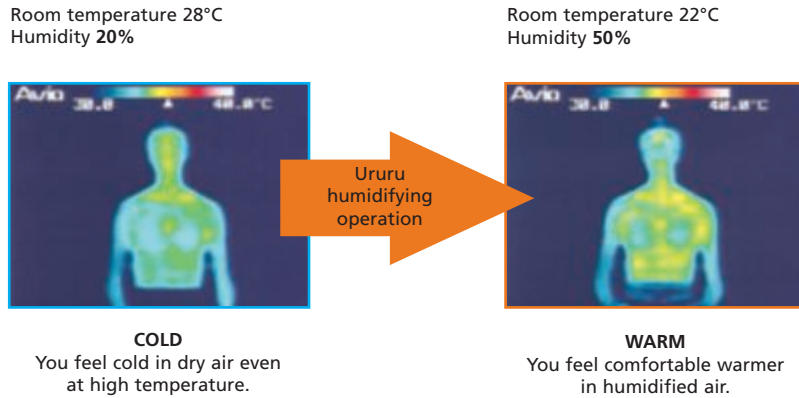 Room temperature 28°C
Humidity 20%
Room temperature 22°C
Humidity 50%
Avio
30.0
40.0°C
Avio
30.0
40.0°C
Ururu
humidifying
operation
COLD
You feel cold in dry air even
at high temperature.
WARM
You feel comfortable warmer
in humidified air.